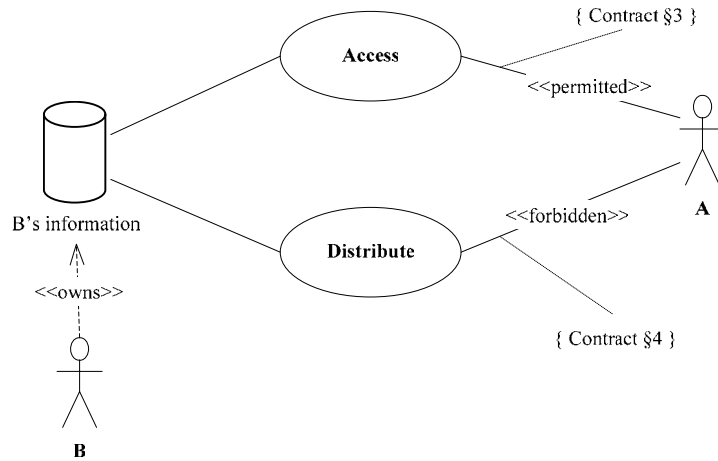 { Contract §3 }
Access
<<permitted>>
B's information
A
<<forbidden>>
Distribute
<<owns>>
{ Contract §4 }
B